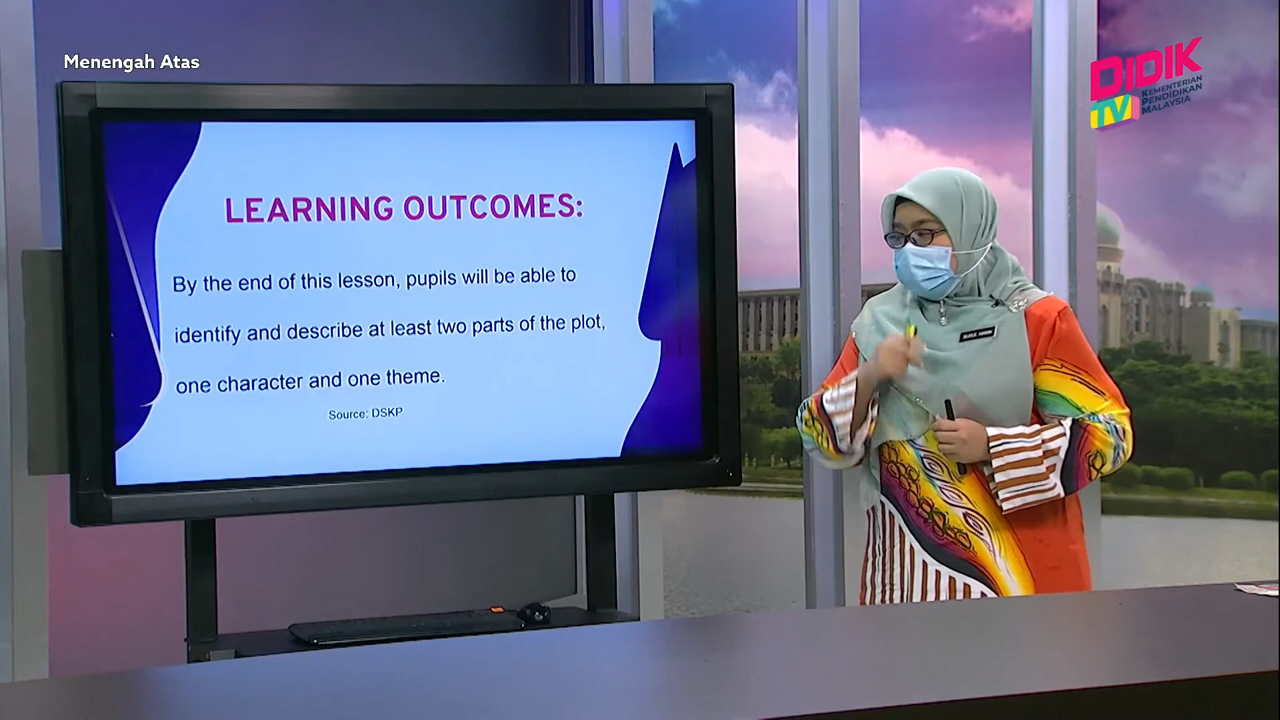 Menengah Atas
DIDIK
TV
KEMENTERIAN
PENDIDIKAN
MALAYSIA
LEARNING OUTCOMES:
By the end of this lesson, pupils will be able to
identify and describe at least two parts of the plot,
one character and one theme.
Source: DSKP